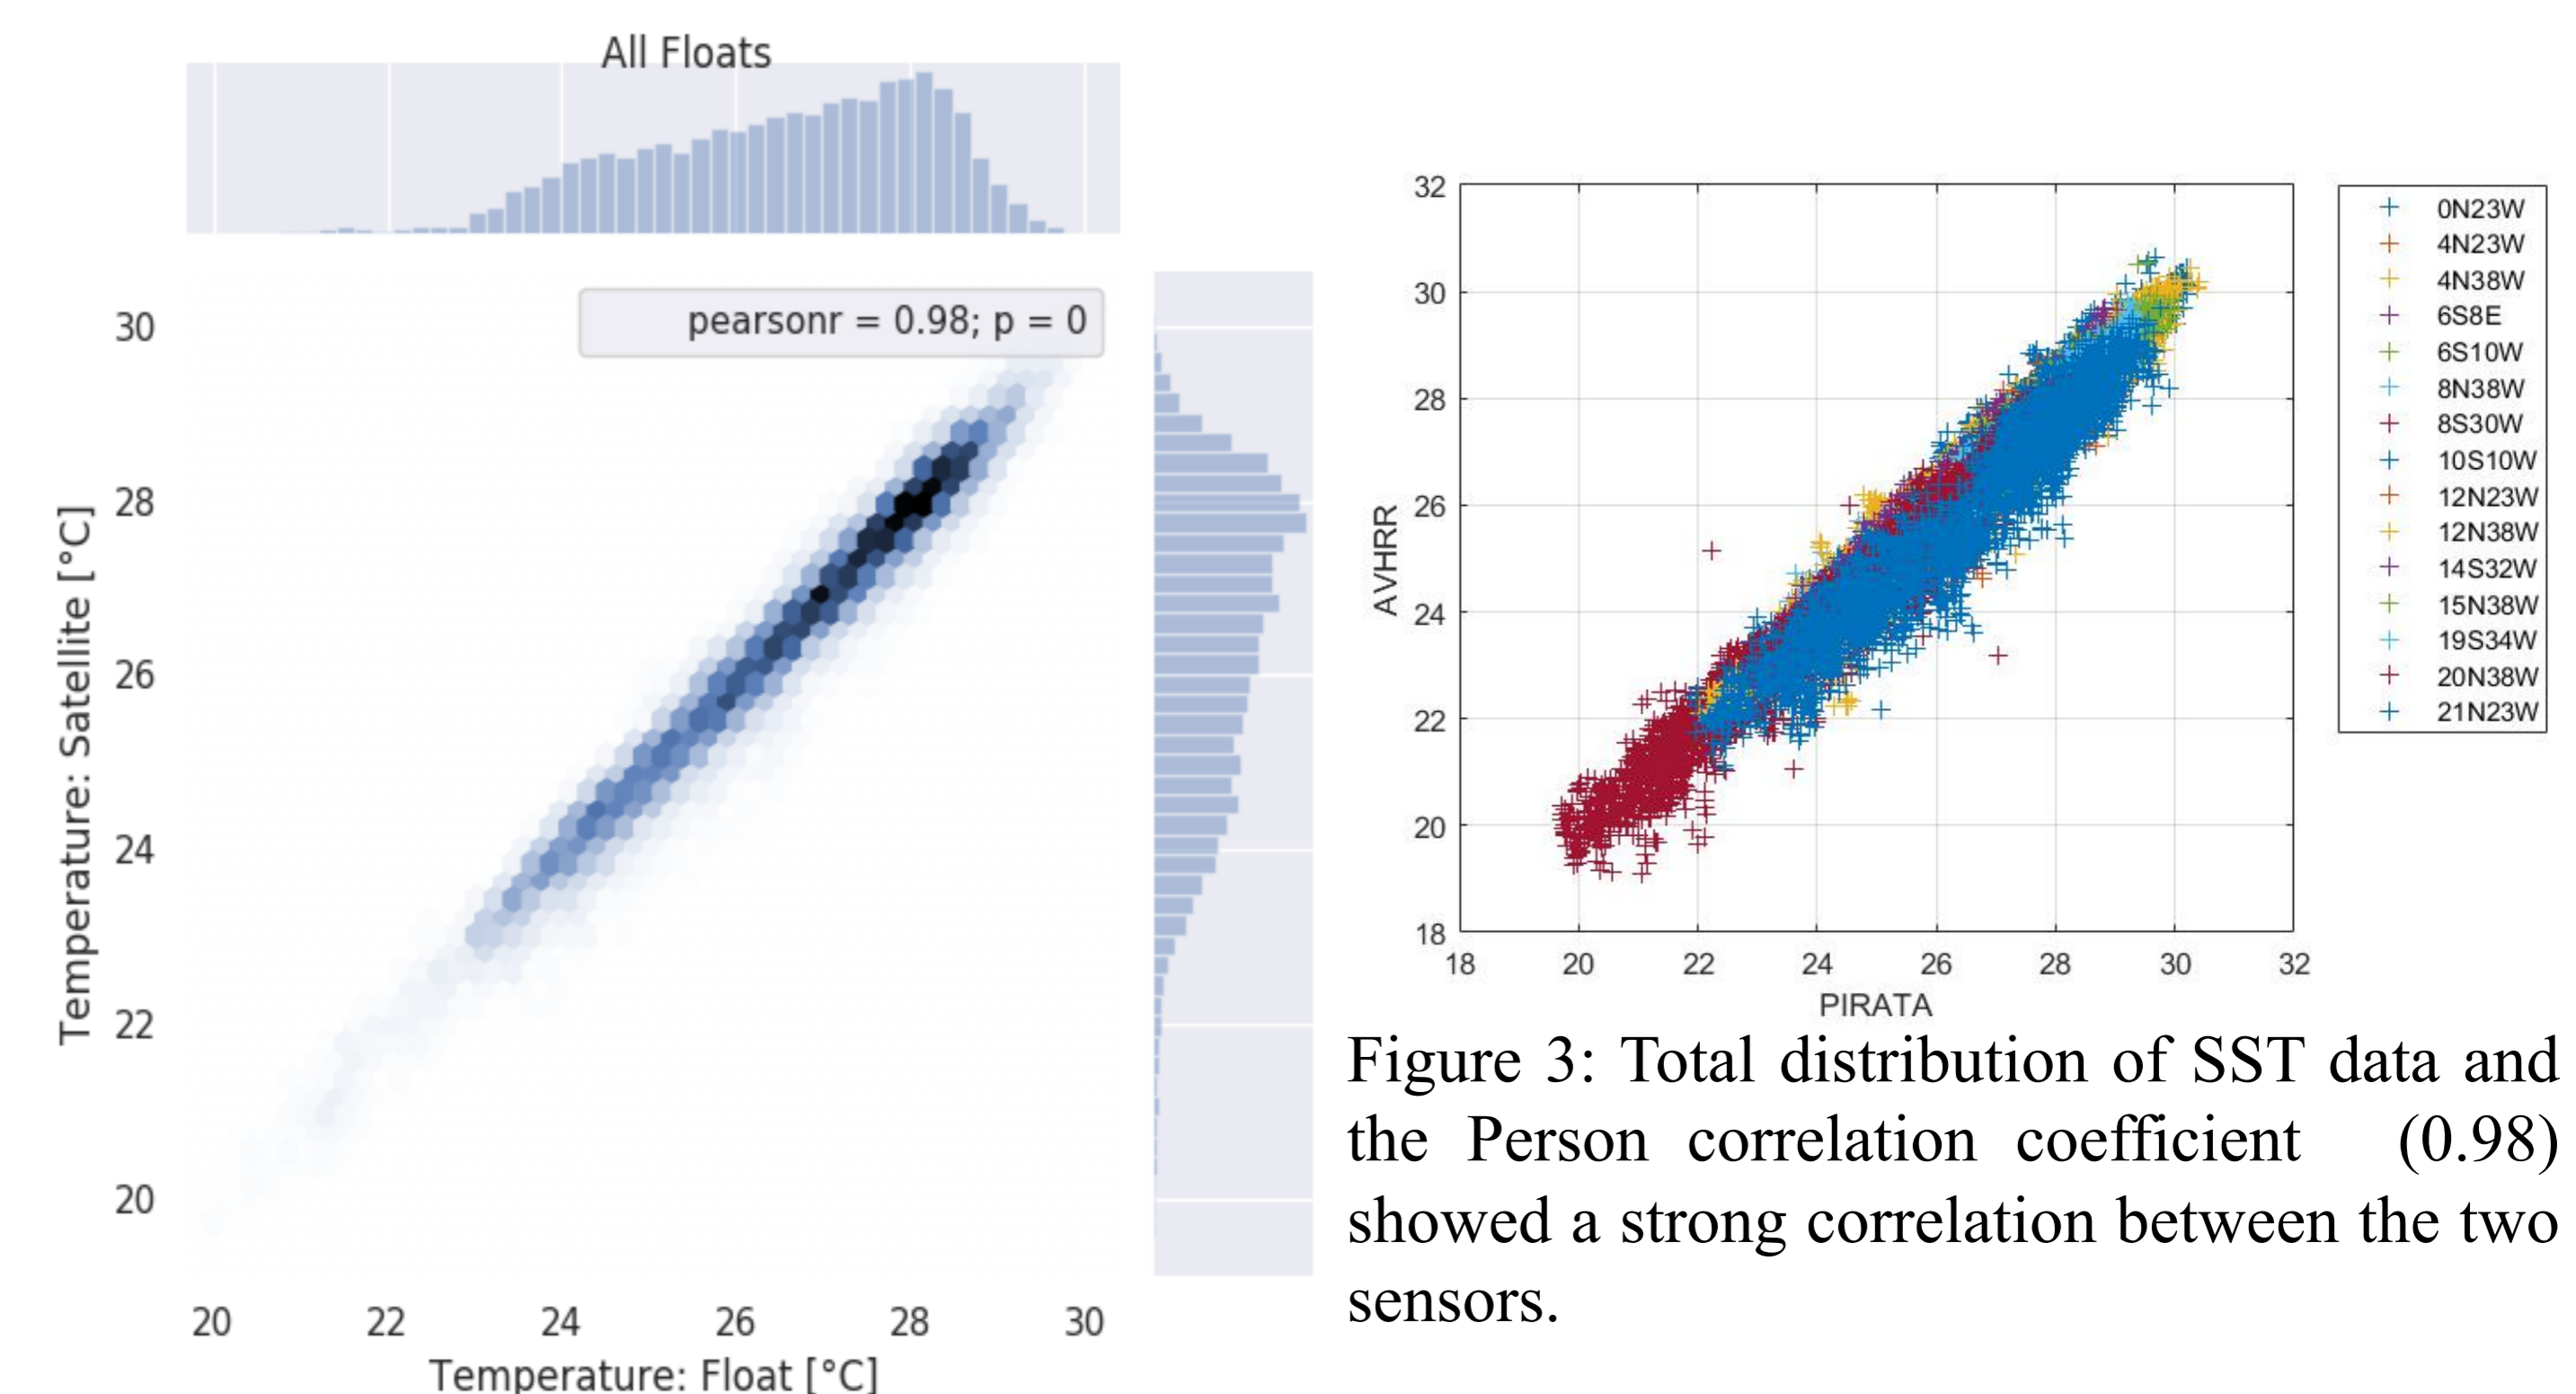 All Floats
pearsonr = 0.98; p = 0
30
28
26
24
22
20
Temperature: Satellite [°C]
20 22 24 26 28 30
Temperature: Float [°C]
32
30
28
26
24
22
20
18
AVHRR
18 20 22 24 26 28 30 32
PIRATA
0N23W
4N23W
4N38W
6S8E
6S10W
8N38W
8S30W
10S10W
12N23W
12N38W
14S32W
15N38W
19S34W
20N38W
21N23W
Figure 3: Total distribution of SST data and
the Person correlation coefficient (0.98)
showed a strong correlation between the two
sensors.